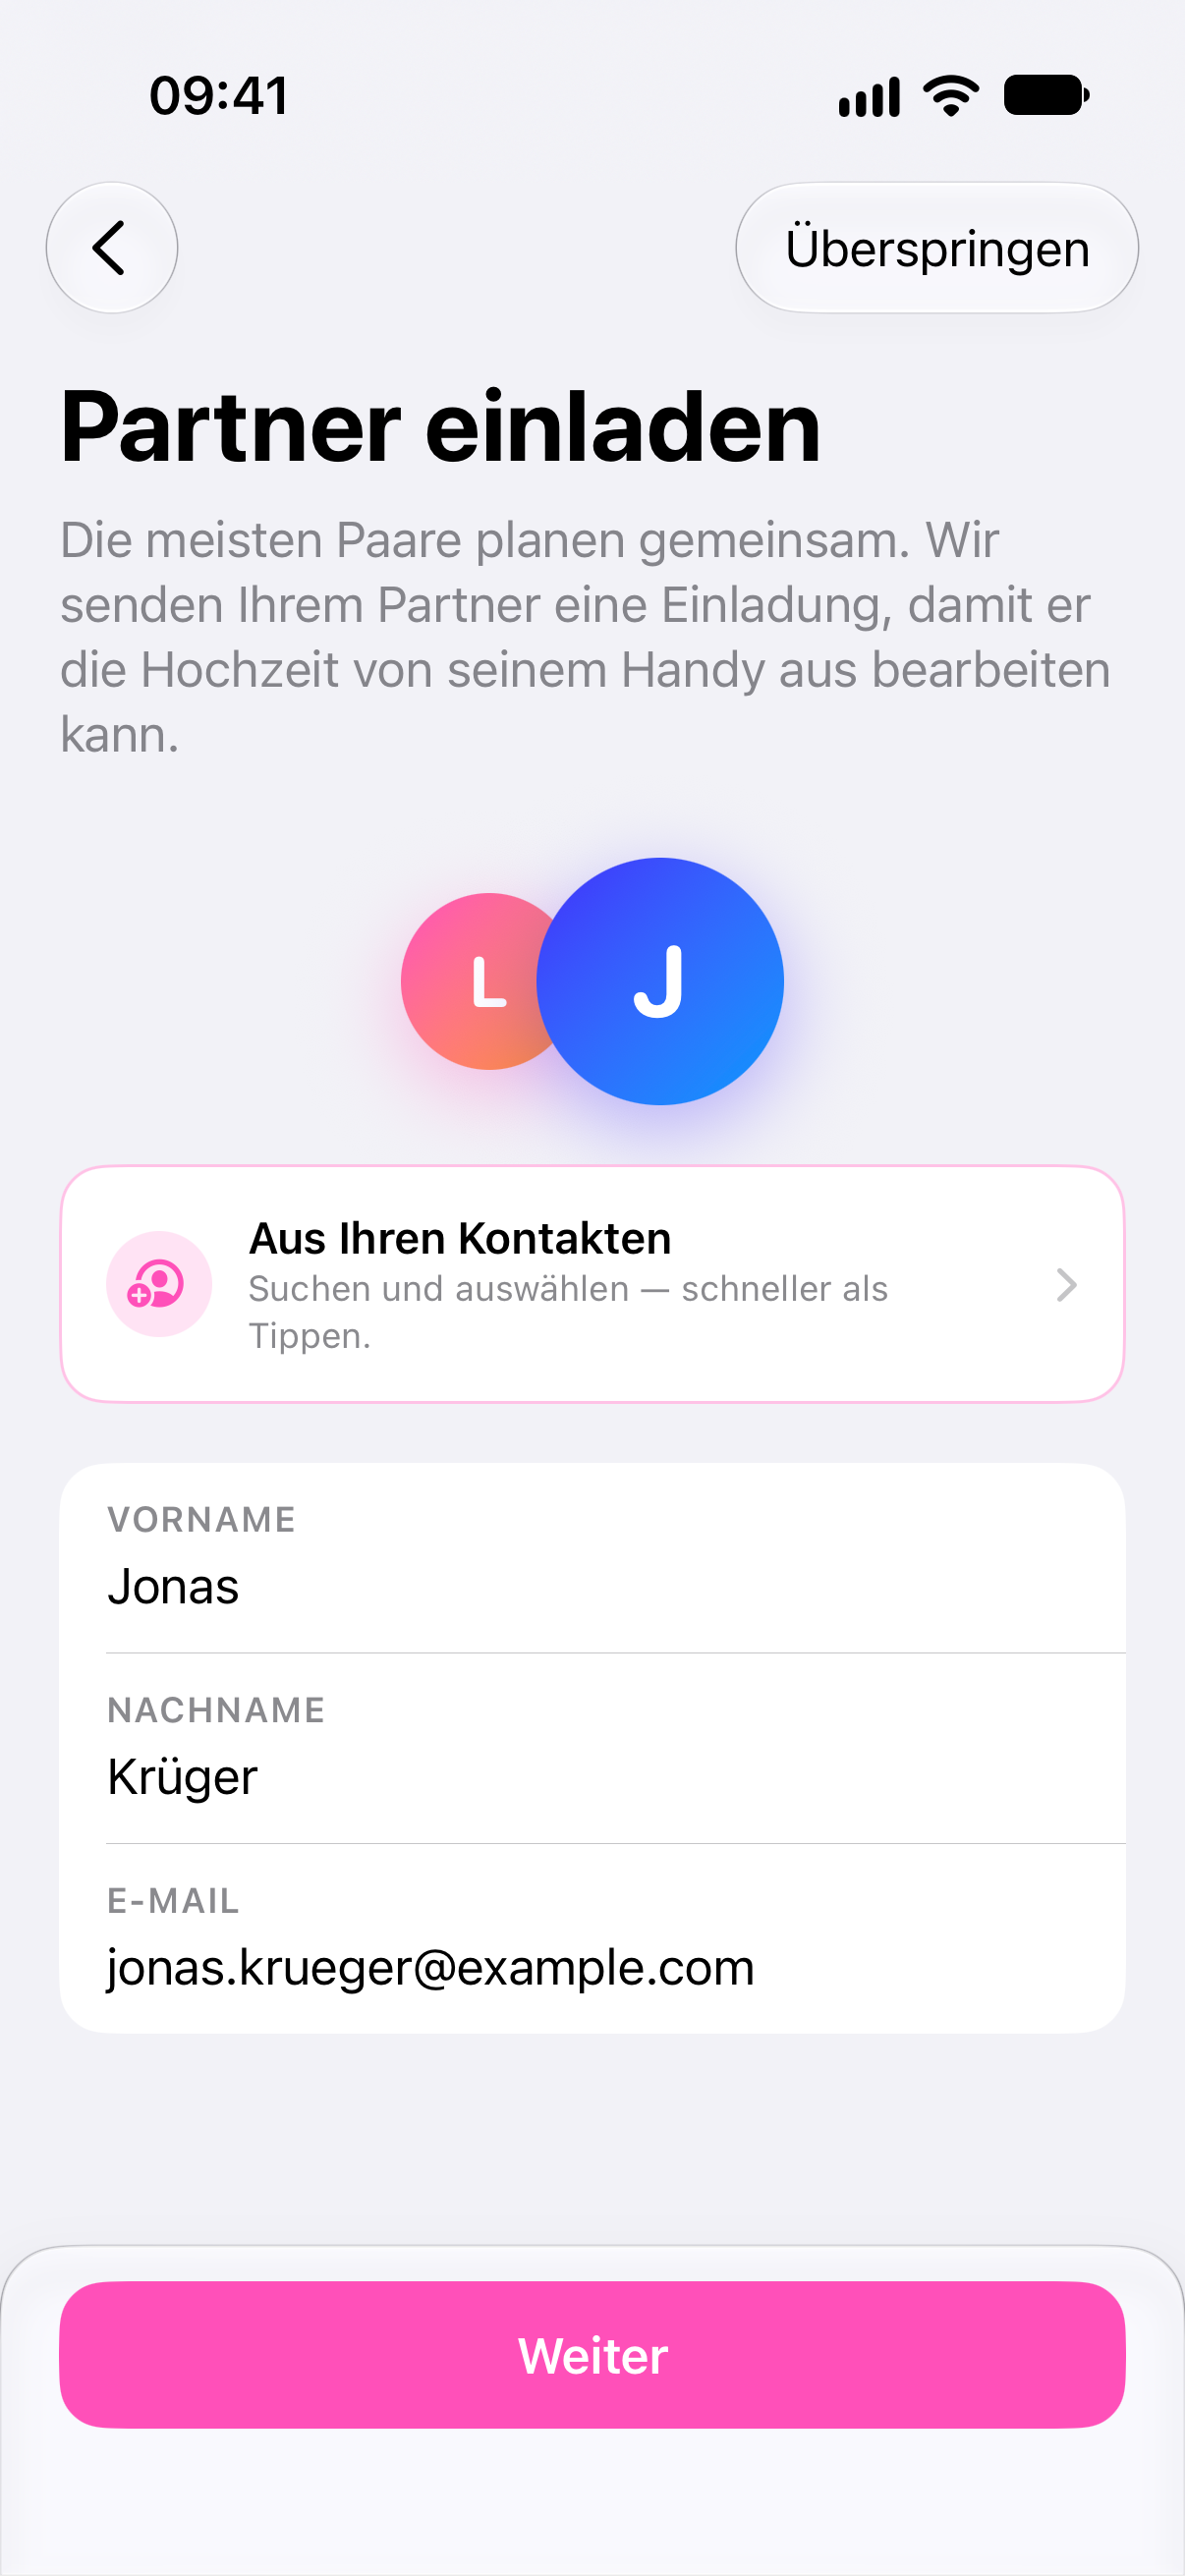 09:41
Überspringen
Partner einladen
Die meisten Paare planen gemeinsam. Wir
senden Ihrem Partner eine Einladung, damit er
die Hochzeit von seinem Handy aus bearbeiten
kann.
L
J
Aus Ihren Kontakten
Suchen und auswählen — schneller als
Tippen.
VORNAME
Jonas
NACHNAME
Krüger
E-MAIL
jonas.krueger@example.com
Weiter